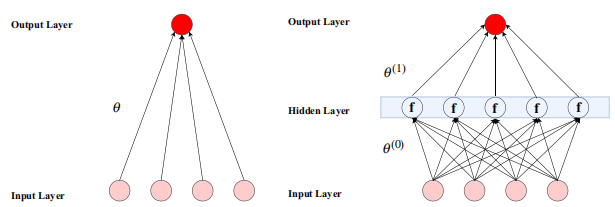 Output Layer
θ
Input Layer
Output Layer
θ(1)
Hidden Layer
f f f f f
θ(0)
Input Layer